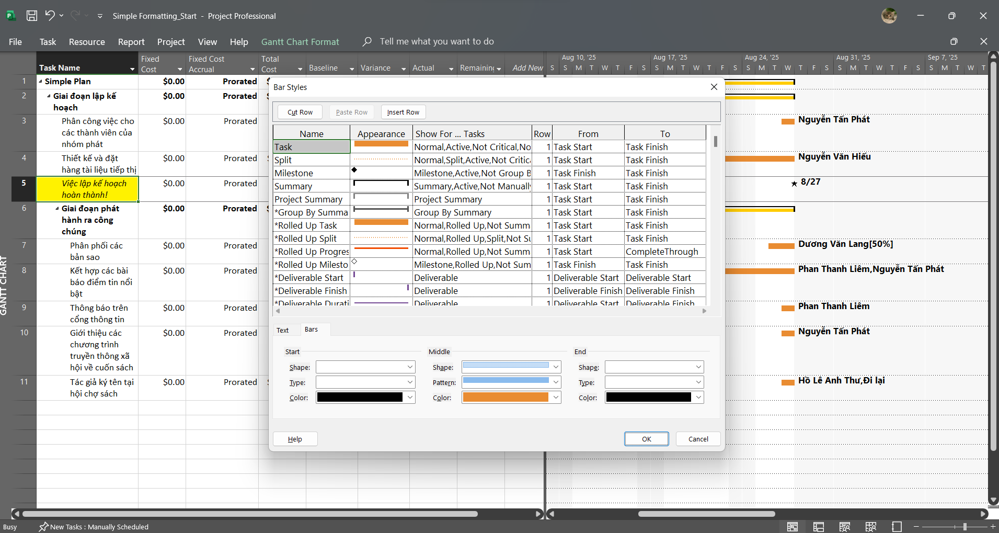 Simple Formatting_Start - Project Professional
File Task Resource Report Project View Help Gantt Chart Format Tell me what you want to do
Task Name
Fixed Cost
Fixed Cost Accrual
Total Cost
Baseline
Variance
Actual
Remaining
Add New
Aug 10, '25 Aug 17, '25 Aug 24, '25 Aug 31, '25 Sep 7, '25
S S M T W T F S S M T W T F S S M T W T F S S M T W T F S S M T W T
1 Simple Plan $0.00 Prorated
2 Giai đoạn lập kế hoạch $0.00 Prorated
3 Phân công việc cho các thành viên của nhóm phát $0.00 Prorated
4 Thiết kế và đặt hàng tài liệu tiếp thị $0.00 Prorated
5 Việc lập kế hoạch hoàn thành! $0.00 Prorated
6 Giai đoạn phát hành ra công chúng $0.00 Prorated
7 Phân phối các bản sao $0.00 Prorated
8 Kết hợp các bài báo điểm tin nổi bật $0.00 Prorated
9 Thông báo trên cổng thông tin $0.00 Prorated
10 Giới thiệu các chương trình truyền thông xã hội về cuốn sách $0.00 Prorated
11 Tác giả ký tên tại hội chợ sách $0.00 Prorated
GANTT CHART
Bar Styles
Cut Row Paste Row Insert Row
Name Appearance Show For ... Tasks Row From To
Task Normal,Active,Not Critical,No 1 Task Start Task Finish
Split Normal,Split,Active,Not Critic 1 Task Start Task Finish
Milestone Milestone,Active,Not Group B 1 Task Finish Task Finish
Summary Summary,Active,Not Manually 1 Task Start Task Finish
Project Summary Project Summary 1 Task Start Task Finish
*Group By Summa Group By Summary 1 Task Start Task Finish
*Rolled Up Task Normal,Rolled Up,Not Summ 1 Task Start Task Finish
*Rolled Up Split Normal,Rolled Up,Split,Not Su 1 Task Start Task Finish
*Rolled Up Progres Normal,Rolled Up,Not Summ 1 Task Start CompleteThrough
*Rolled Up Milesto Milestone,Rolled Up,Not Sum 1 Task Finish Task Finish
*Deliverable Start Deliverable 1 Deliverable Start Deliverable Start
*Deliverable Finish Deliverable 1 Deliverable Finish Deliverable Finish
*Deliverable Durati Deliverable 1 Deliverable Start Deliverable Finish
Text Bars
Start Middle End
Shape: Shape: Shape:
Type: Pattern: Type:
Color: Color: Color:
Help OK Cancel
Nguyễn Tấn Phát
Nguyễn Văn Hiếu
8/27
Dương Văn Lang[50%]
Phan Thanh Liêm,Nguyễn Tấn Phát
Phan Thanh Liêm
Nguyễn Tấn Phát
Hồ Lê Anh Thư,Đi lại
Busy New Tasks : Manually Scheduled